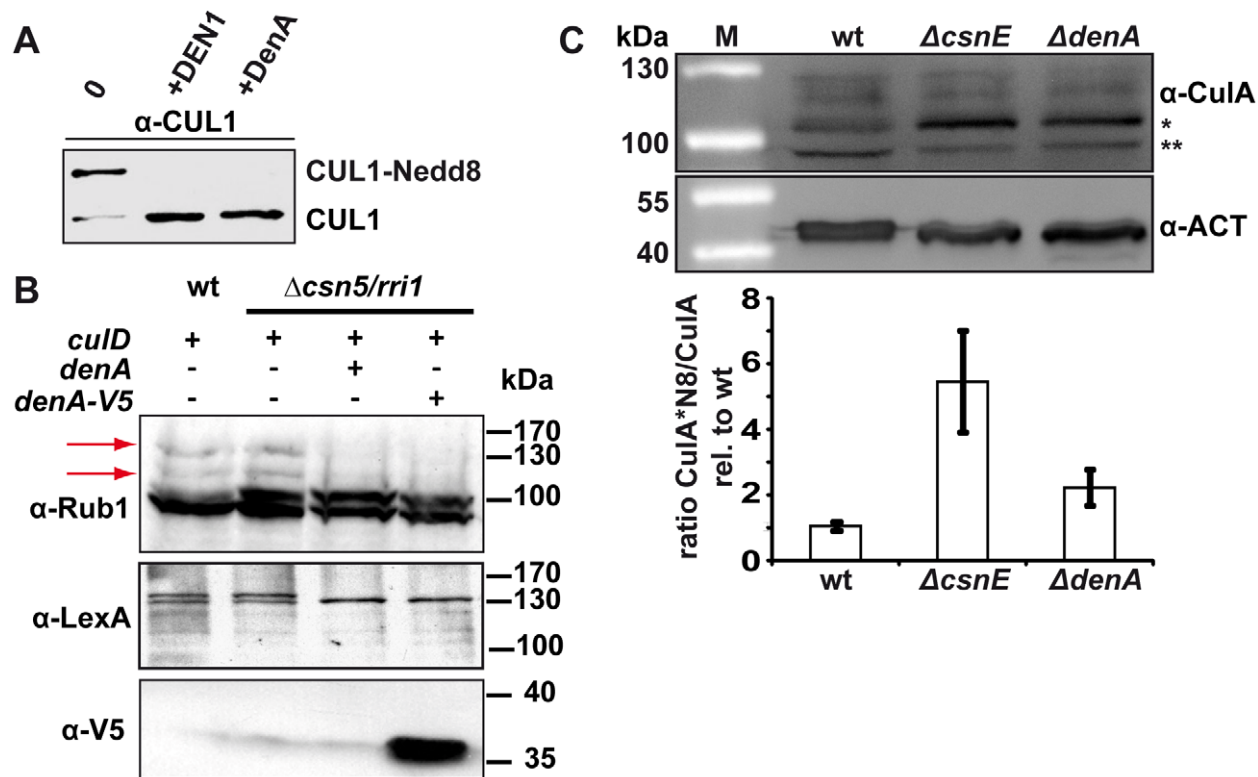 A
0 +DEN1 +DenA
α-CUL1
CUL1-Nedd8
CUL1
B
wt Δcsn5/rri1
culD + + + +
denA - - + -
denA-V5 - - - +
kDa
170
130
100
α-Rub1
170
130
100
α-LexA
40
35
α-V5
C
kDa M wt ΔcsnE ΔdenA
130
100
α-CulA
*
**
55
40
α-ACT
ratio CulA*N8/CulA
rel. to wt
8
6
4
2
0
wt ΔcsnE ΔdenA